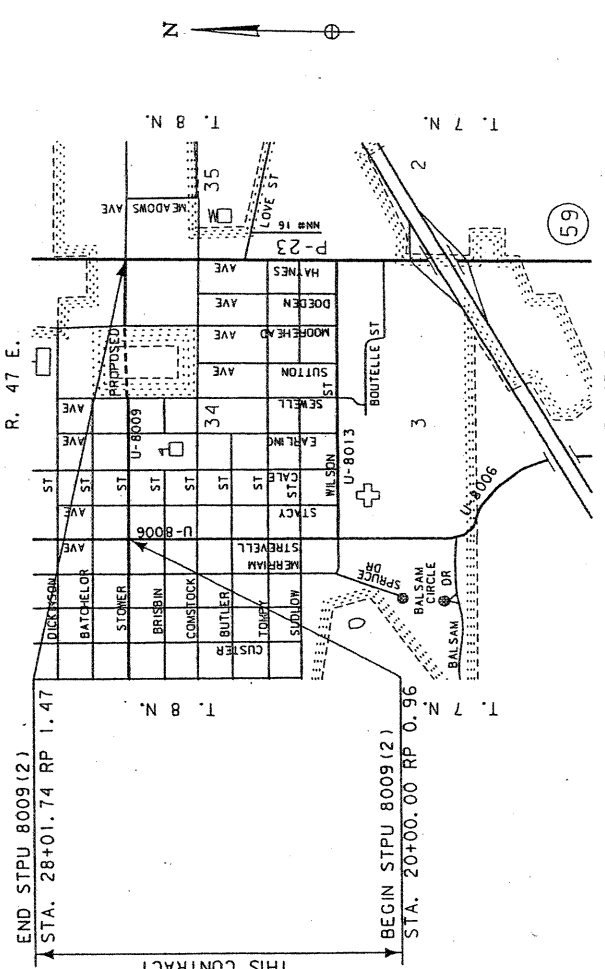 N
R. 47 E.
T. 8 N.
T. 7 N.
AVE
MEADOWS
35
W
LOVE ST
NN# 16
P-23
2
59
HAYNES
AVE
DOEDEN
AVE
MOOREHEAD
AVE
SUTTON
AVE
SEWELL
AVE
EARLING
AVE
CALE
STACY
AVE
STREVELL
AVE
MERRIAM
CUSTER
PROPOSED
U-8009
34
U-8006
DICKINSON
ST
BATCHELOR
ST
STOWER
ST
BRISBIN
ST
COMSTOCK
ST
BUTLER
ST
TOMPY
ST
SUDLOW
ST
WILSON
ST
U-8013
BOUTELLE ST
3
U-8006
SPRUCE
DR
BALSAM
CIRCLE
BALSAM
DR
T. 8 N.
T. 7 N.
END STPU 8009(2)
STA. 28+01.74 RP 1.47
BEGIN STPU 8009(2)
STA. 20+00.00 RP 0.96
THIS CONTRACT